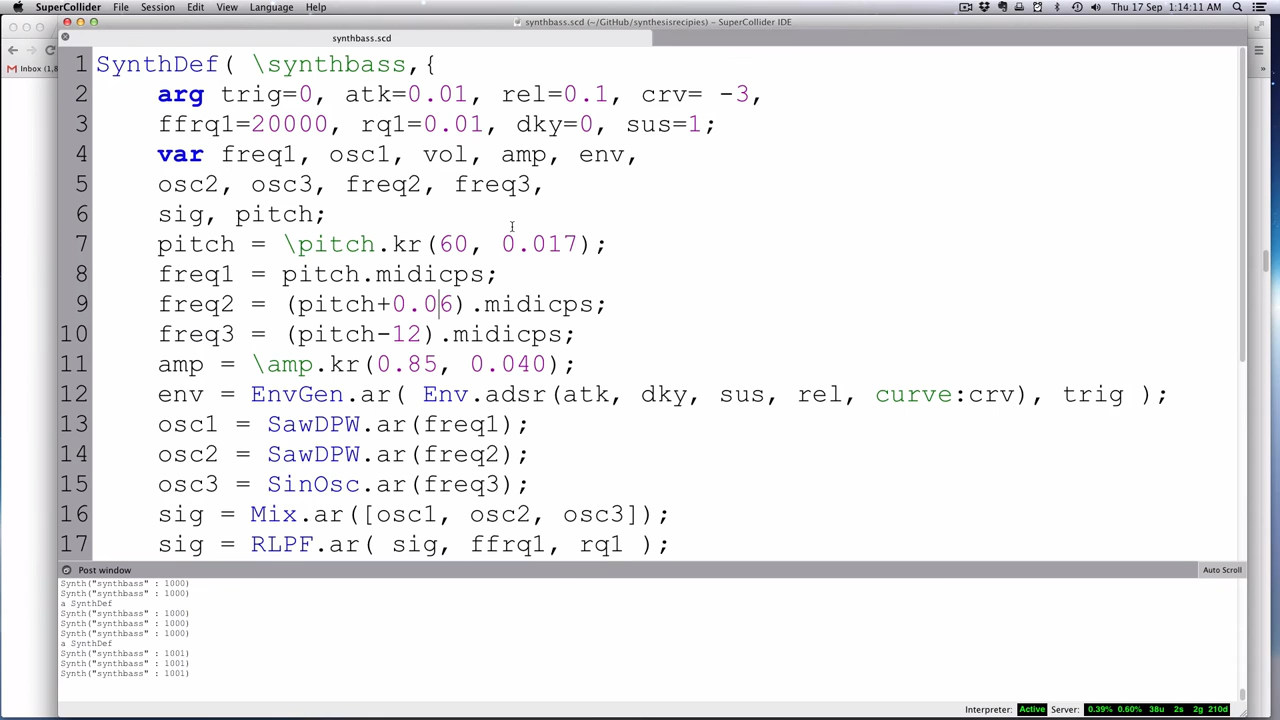 SuperCollider File Session Edit View Language Help Thu 17 Sep 1:14:11 AM
synthbass.scd (~/GitHub/synthesisrecipies) – SuperCollider IDE
synthbass.scd
Inbox (1,8
1 SynthDef( \synthbass,{
2 arg trig=0, atk=0.01, rel=0.1, crv= -3,
3 ffrq1=20000, rq1=0.01, dky=0, sus=1;
4 var freq1, osc1, vol, amp, env,
5 osc2, osc3, freq2, freq3,
6 sig, pitch;
7 pitch = \pitch.kr(60, 0.017);
8 freq1 = pitch.midicps;
9 freq2 = (pitch+0.06).midicps;
10 freq3 = (pitch-12).midicps;
11 amp = \amp.kr(0.85, 0.040);
12 env = EnvGen.ar( Env.adsr(atk, dky, sus, rel, curve:crv), trig );
13 osc1 = SawDPW.ar(freq1);
14 osc2 = SawDPW.ar(freq2);
15 osc3 = SinOsc.ar(freq3);
16 sig = Mix.ar([osc1, osc2, osc3]);
17 sig = RLPF.ar( sig, ffrq1, rq1 );
Post window Auto Scroll
Synth("synthbass" : 1000)
Synth("synthbass" : 1000)
a SynthDef
Synth("synthbass" : 1000)
Synth("synthbass" : 1000)
Synth("synthbass" : 1000)
a SynthDef
Synth("synthbass" : 1001)
Synth("synthbass" : 1001)
Synth("synthbass" : 1001)
Interpreter: Active Server: 0.39% 0.60% 38u 2s 2g 210d